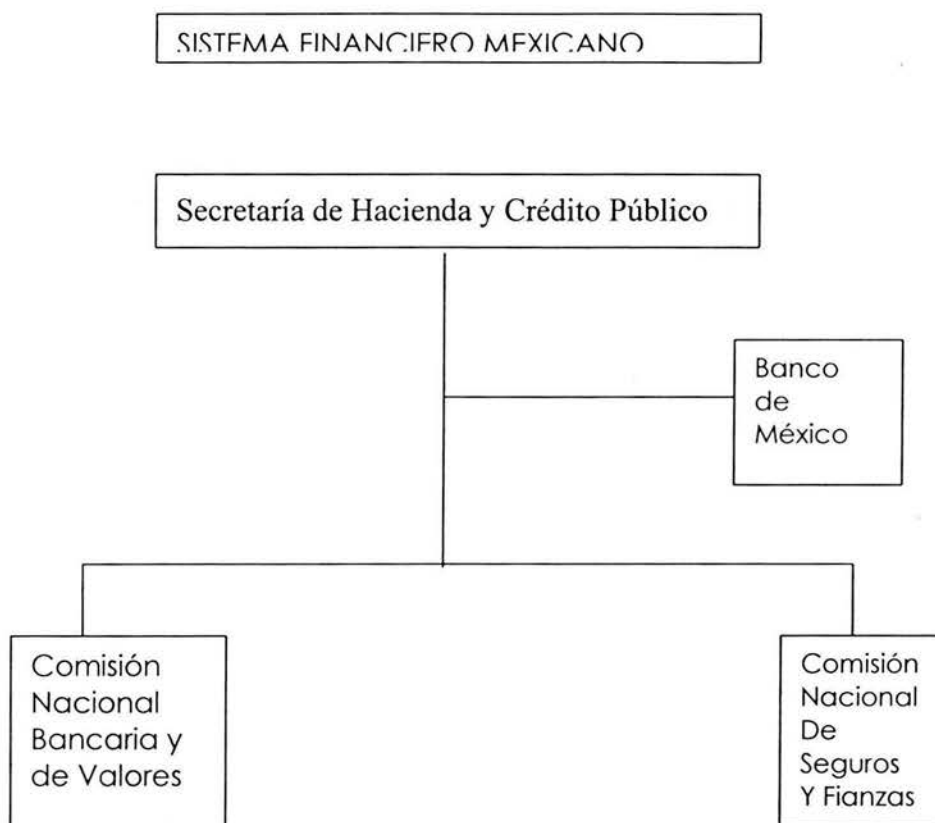 SISTEMA FINANCIERO MEXICANO
Secretaría de Hacienda y Crédito Público
Banco
de
México
Comisión
Nacional
Bancaria y
de Valores
Comisión
Nacional
De
Seguros
Y Fianzas